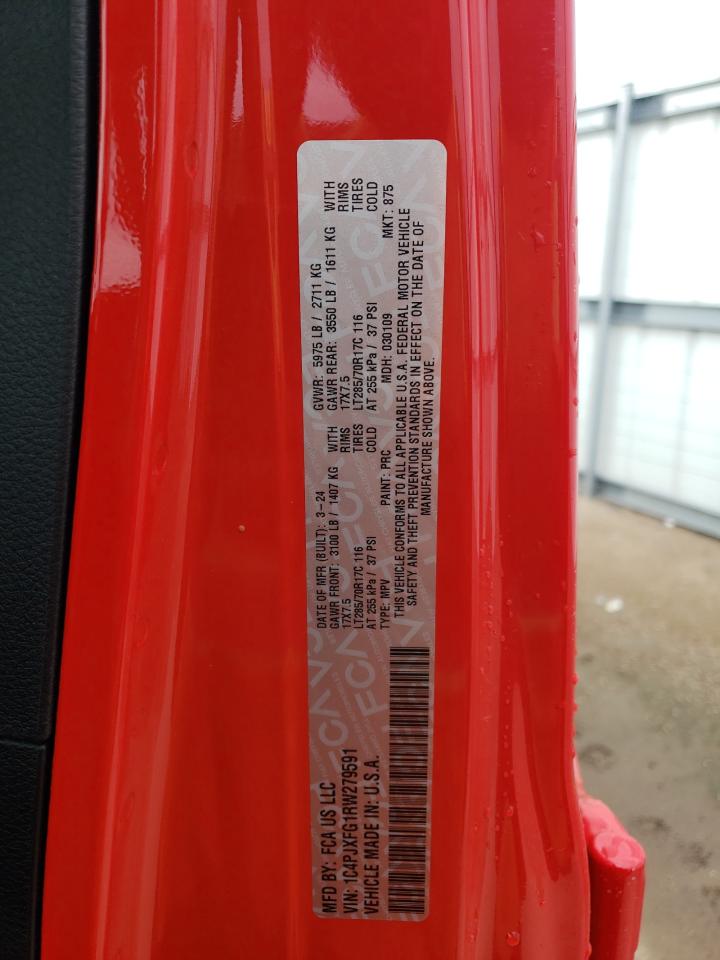 MFD BY: FCA US LLC
VIN: 1C4PJXFG1RW279591
VEHICLE MADE IN: U.S.A.
DATE OF MFR (BUILT): 3-24 GVWR: 5975 LB / 2711 KG
GAWR FRONT: 3100 LB / 1407 KG WITH GAWR REAR: 3550 LB / 1611 KG WITH
17X7.5 RIMS 17X7.5 RIMS
LT285/70R17C 116 TIRES LT285/70R17C 116 TIRES
AT 255 kPa / 37 PSI COLD AT 255 kPa / 37 PSI COLD
TYPE: MPV PAINT: PRC MDH: 030109 MKT: 875
THIS VEHICLE CONFORMS TO ALL APPLICABLE U.S.A. FEDERAL MOTOR VEHICLE
SAFETY AND THEFT PREVENTION STANDARDS IN EFFECT ON THE DATE OF
MANUFACTURE SHOWN ABOVE.